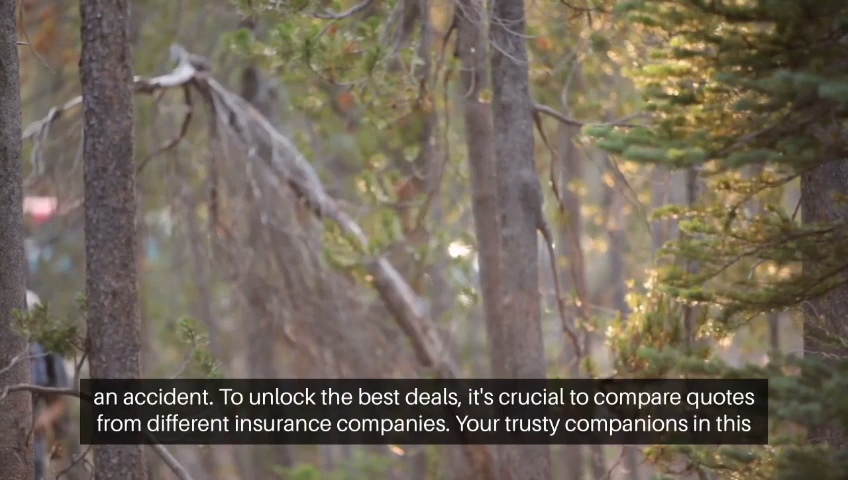 an accident. To unlock the best deals, it's crucial to compare quotes
from different insurance companies. Your trusty companions in this